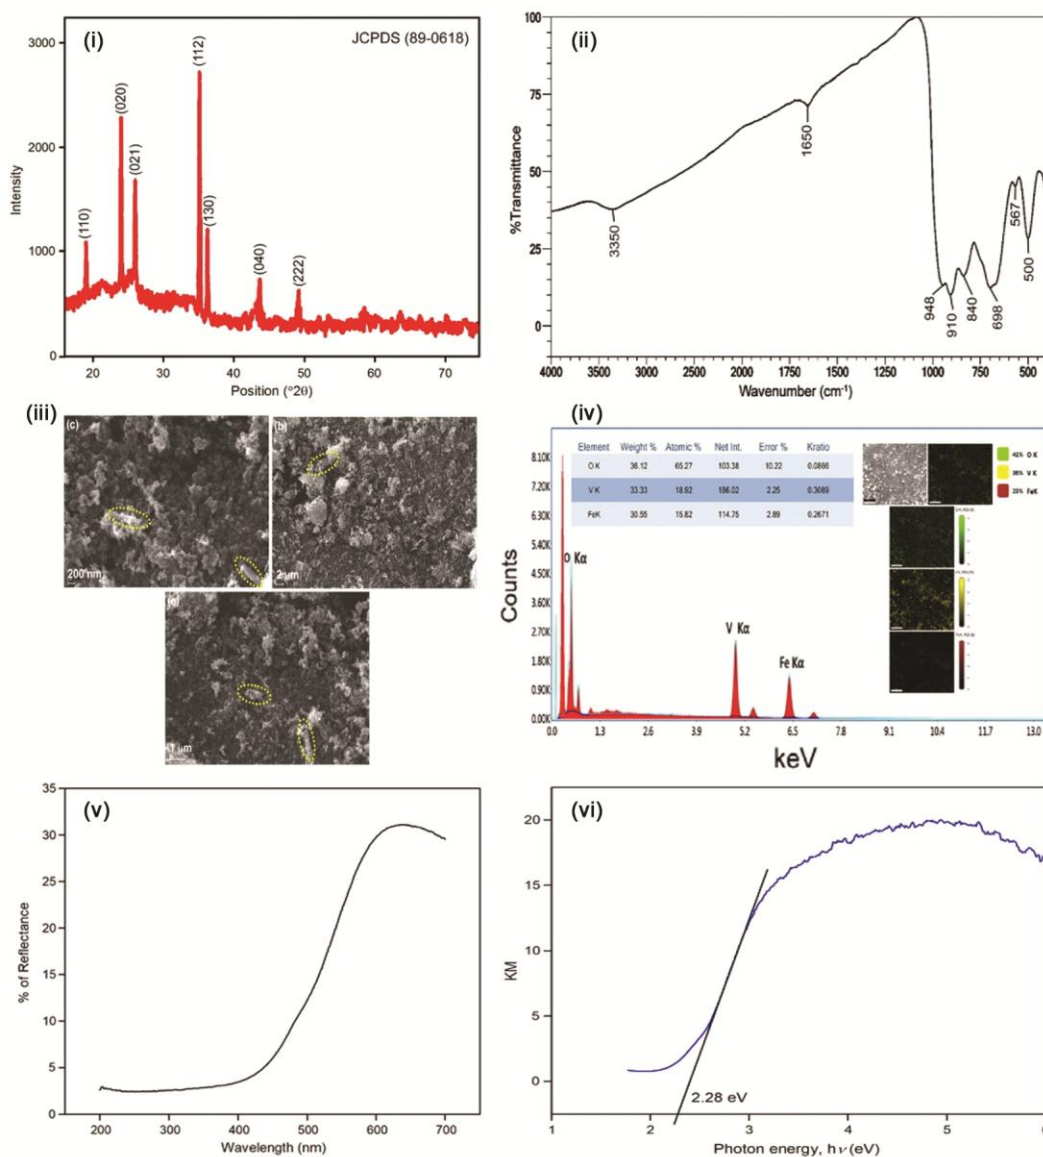 (i)
JCPDS (89-0618)
3000
2000
1000
0
Intensity
(110)
(020)
(021)
(112)
(130)
(040)
(222)
20 30 40 50 60 70
Position (°2θ)
(ii)
100
75
50
25
0
%Transmittance
3350
1650
948
910
840
698
567
500
4000 3500 3000 2500 2000 1750 1500 1250 1000 750 500
Wavenumber (cm⁻¹)
(iii)
(c)
200 nm
(b)
2 µm
1 µm
(iv)
Element Weight % Atomic % Net Int. Error % Kratio
O K 36.12 65.27 103.38 10.22 0.0866
V K 33.33 18.92 186.02 2.25 0.3089
FeK 30.55 15.82 114.75 2.89 0.2671
O K
V K
FeK
8.10K
7.20K
6.30K
5.40K
4.50K
3.60K
2.70K
1.80K
0.90K
0.00K
Counts
O Kα
V Kα
Fe Kα
0.0 1.3 2.6 3.9 5.2 6.5 7.8 9.1 10.4 11.7 13.0
keV
(v)
35
30
25
20
15
10
5
0
% of Reflectance
200 300 400 500 600 700
Wavelength (nm)
(vi)
20
15
10
5
0
KM
2.28 eV
1 2 3 4 5 6
Photon energy, hν (eV)